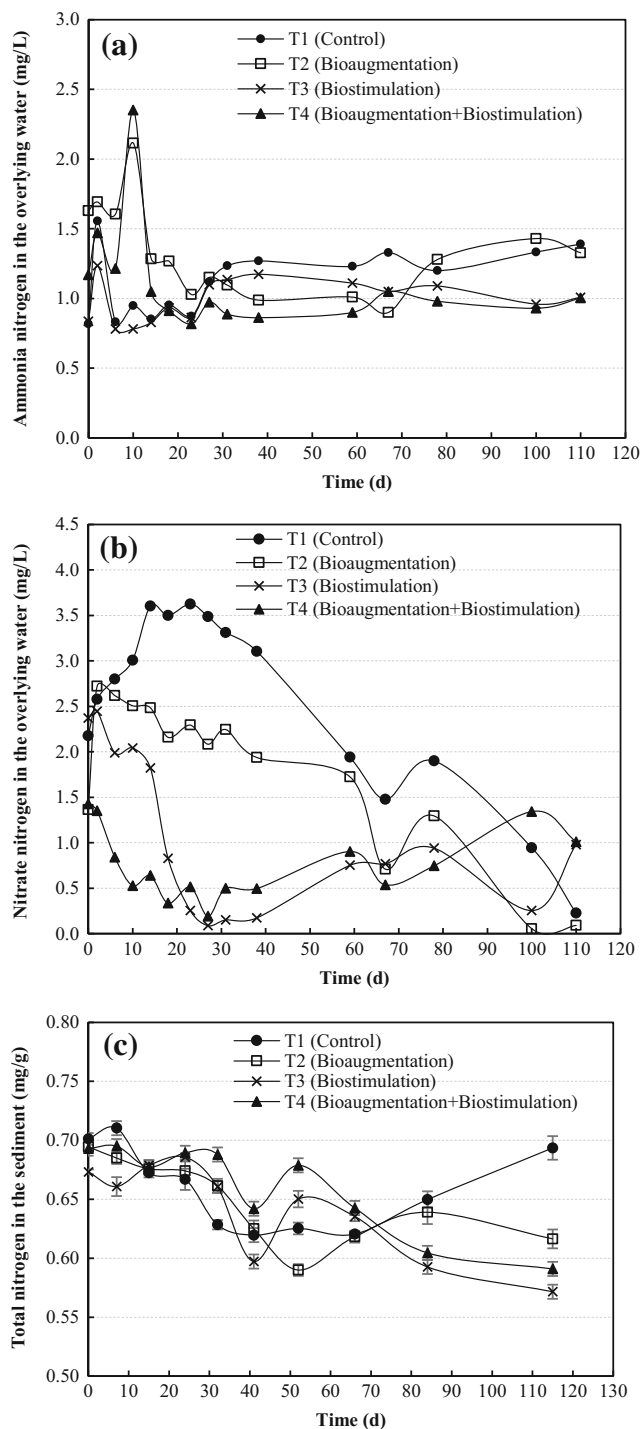 (a)
T1 (Control)
T2 (Bioaugmentation)
T3 (Biostimulation)
T4 (Bioaugmentation+Biostimulation)
Ammonia nitrogen in the overlying water (mg/L)
3.0
2.5
2.0
1.5
1.0
0.5
0.0
0 10 20 30 40 50 60 70 80 90 100 110 120
Time (d)
(b)
T1 (Control)
T2 (Bioaugmentation)
T3 (Biostimulation)
T4 (Bioaugmentation+Biostimulation)
Nitrate nitrogen in the overlying water (mg/L)
4.5
4.0
3.5
3.0
2.5
2.0
1.5
1.0
0.5
0.0
0 10 20 30 40 50 60 70 80 90 100 110 120
Time (d)
(c)
T1 (Control)
T2 (Bioaugmentation)
T3 (Biostimulation)
T4 (Bioaugmentation+Biostimulation)
Total nitrogen in the sediment (mg/g)
0.80
0.75
0.70
0.65
0.60
0.55
0.50
0 10 20 30 40 50 60 70 80 90 100 110 120 130
Time (d)